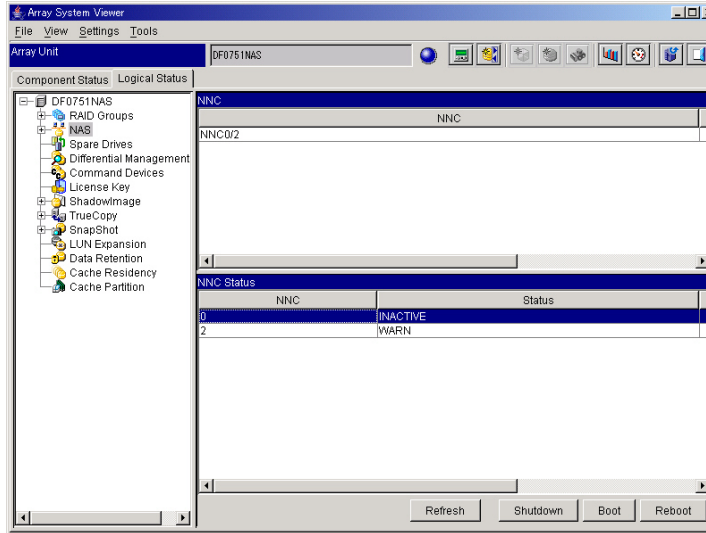 Array System Viewer
File View Settings Tools
Array Unit
DF0751NAS
Component Status Logical Status
DF0751NAS
RAID Groups
NAS
Spare Drives
Differential Management
Command Devices
License Key
ShadowImage
TrueCopy
SnapShot
LUN Expansion
Data Retention
Cache Residency
Cache Partition
NNC
NNC
NNC0/2
NNC Status
NNC Status
0 INACTIVE
2 WARN
Refresh Shutdown Boot Reboot